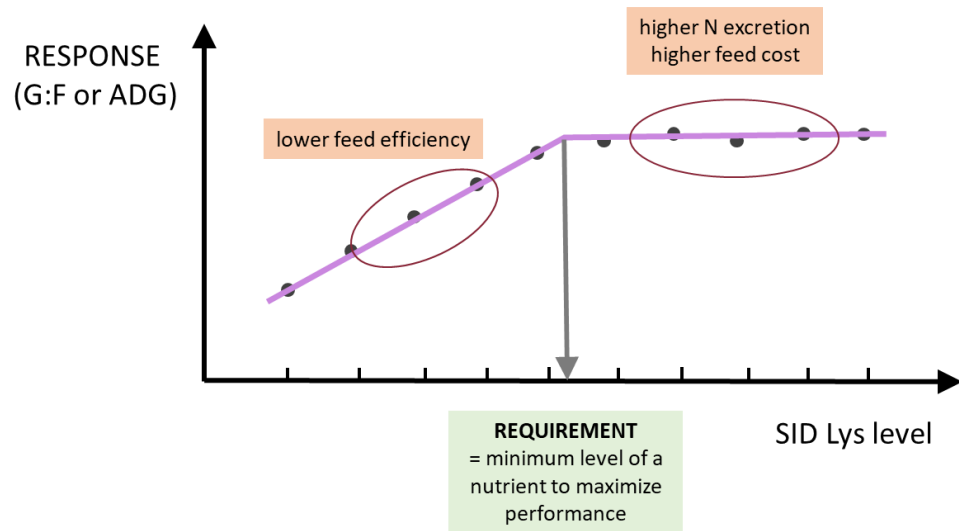 RESPONSE
(G:F or ADG)
higher N excretion
higher feed cost
lower feed efficiency
REQUIREMENT
= minimum level of a
nutrient to maximize
performance
SID Lys level